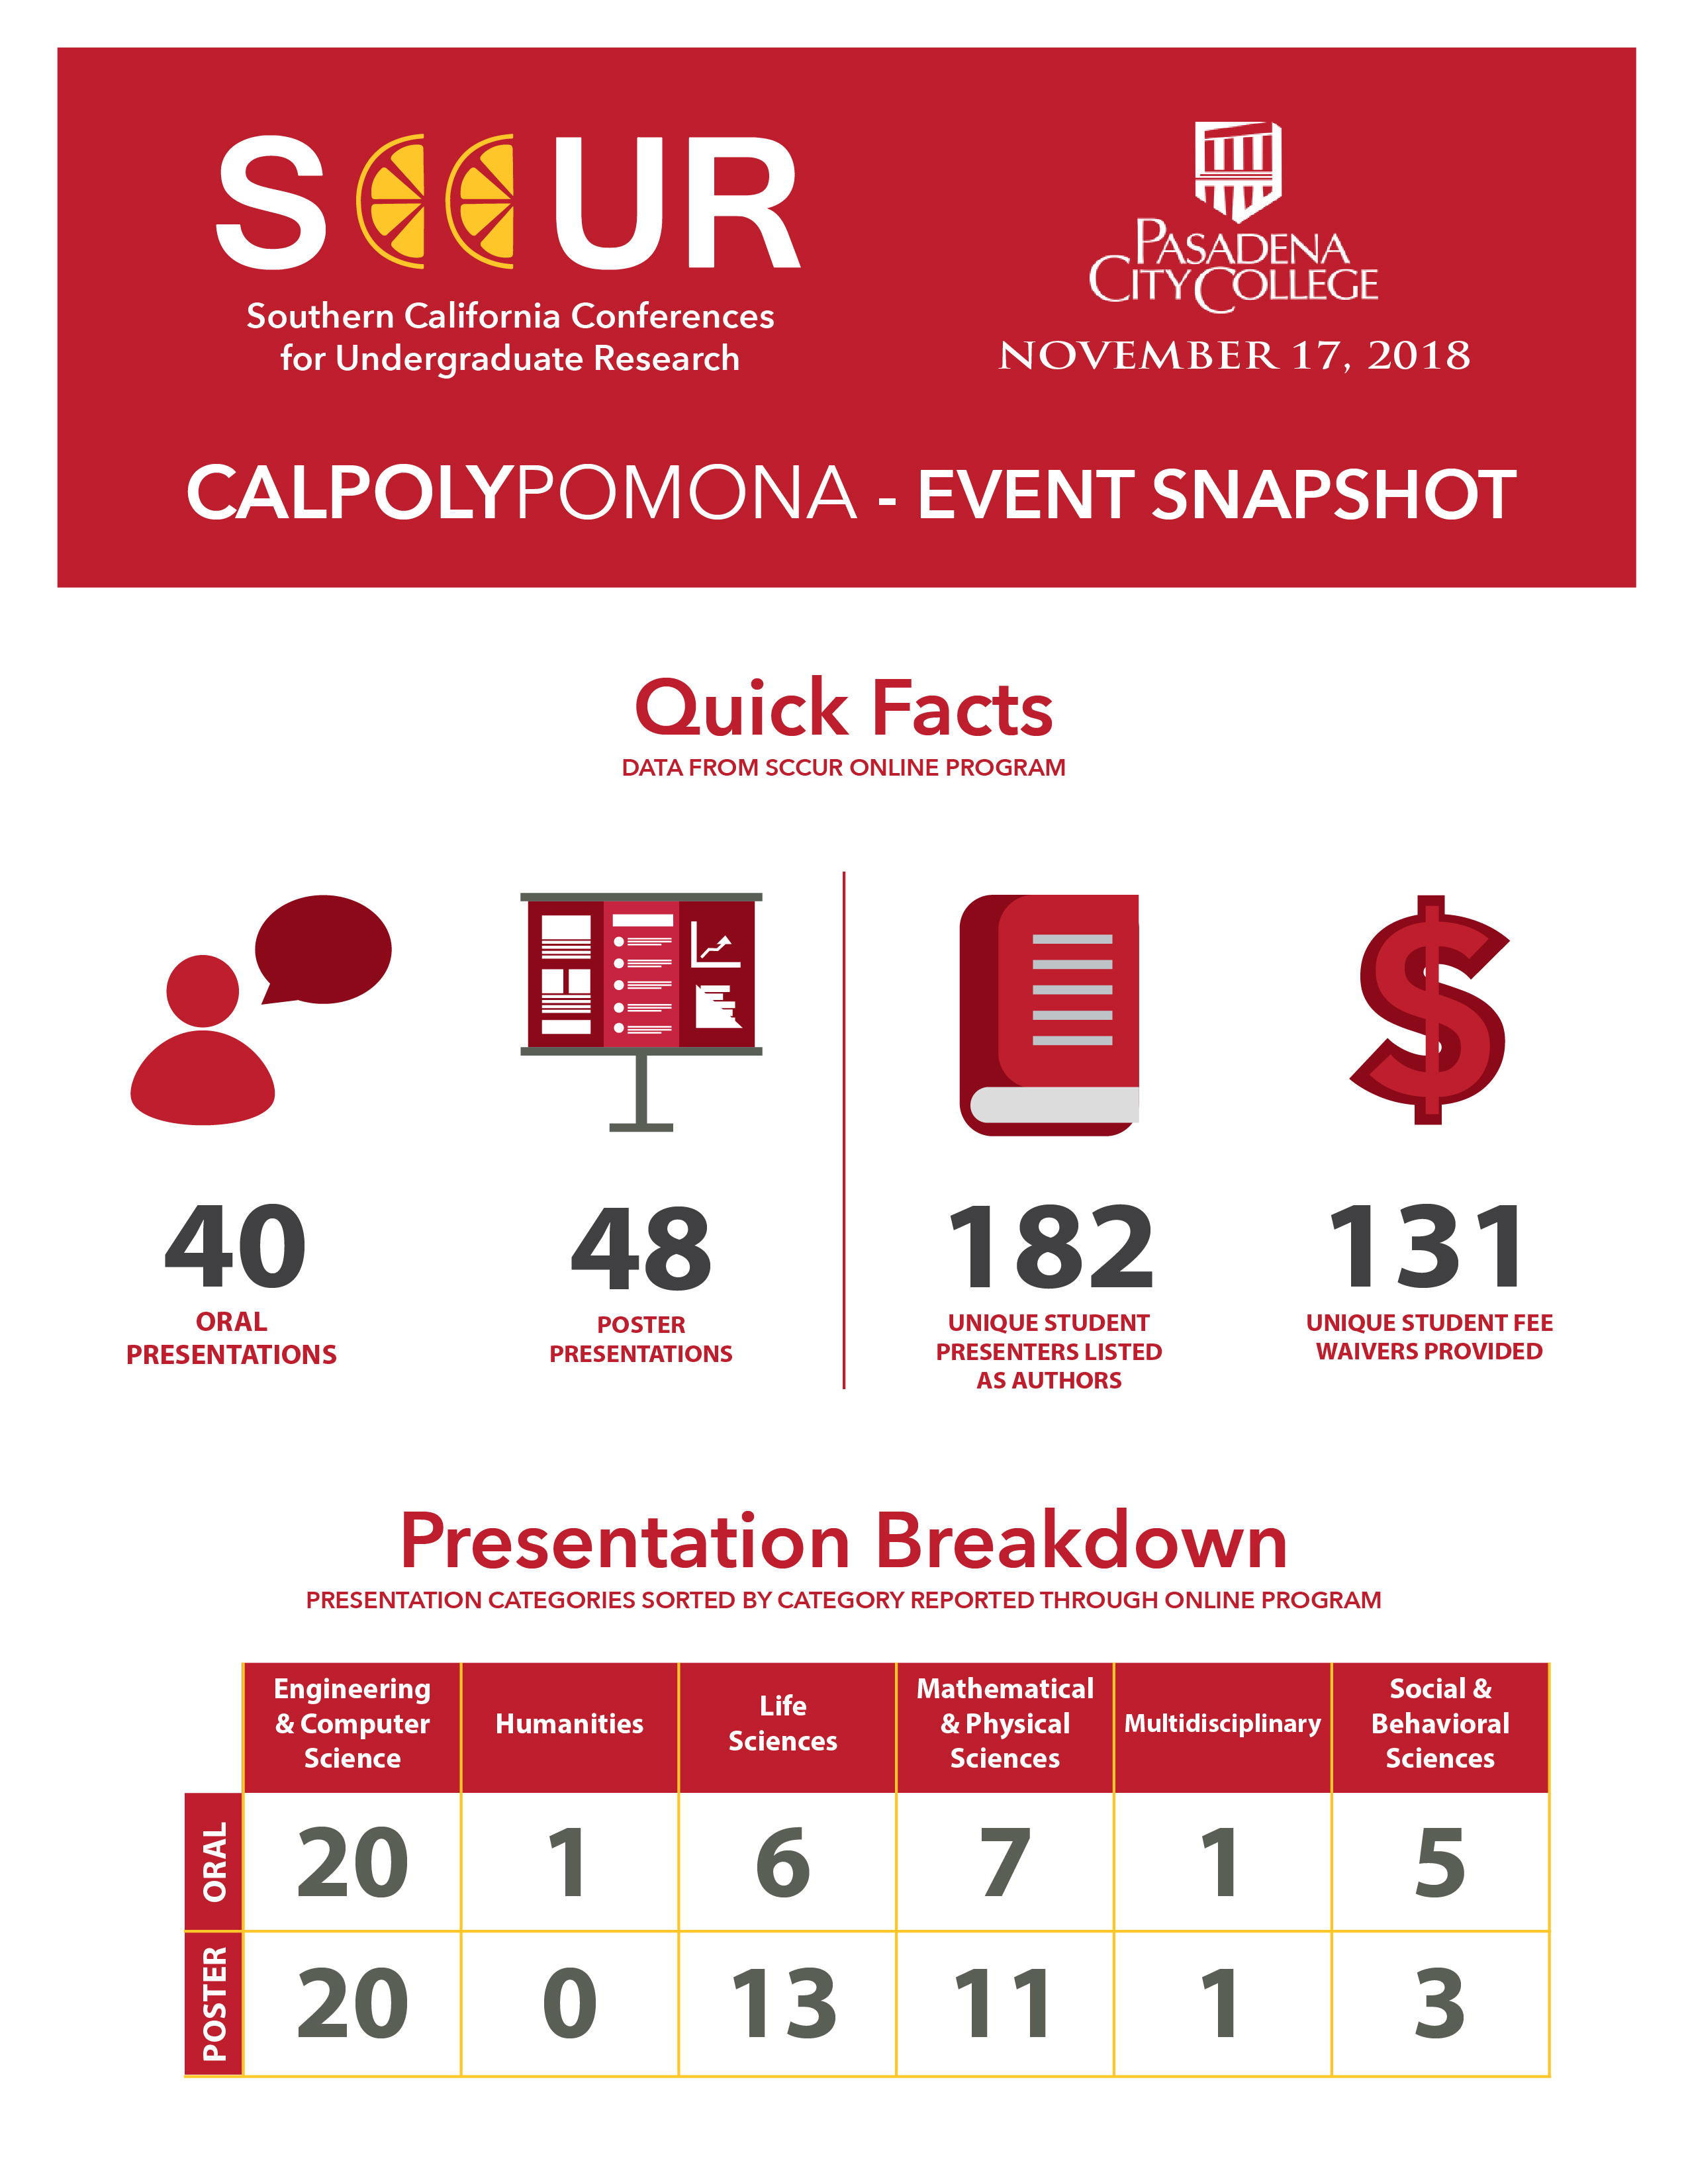 SCCUR
Southern California Conferences
for Undergraduate Research
PASADENA
CITY COLLEGE
NOVEMBER 17, 2018
CALPOLYPOMONA - EVENT SNAPSHOT
Quick Facts
DATA FROM SCCUR ONLINE PROGRAM
40
ORAL
PRESENTATIONS
48
POSTER
PRESENTATIONS
182
UNIQUE STUDENT
PRESENTERS LISTED
AS AUTHORS
131
UNIQUE STUDENT FEE
WAIVERS PROVIDED
Presentation Breakdown
PRESENTATION CATEGORIES SORTED BY CATEGORY REPORTED THROUGH ONLINE PROGRAM
Engineering
& Computer
Science
Humanities
Life
Sciences
Mathematical
& Physical
Sciences
Multidisciplinary
Social &
Behavioral
Sciences
ORAL
20 1 6 7 1 5
POSTER
20 0 13 11 1 3